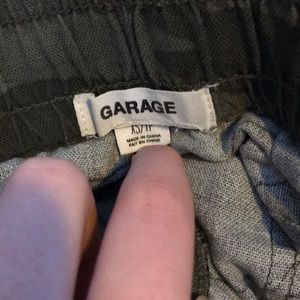 GARAGE
XS/TP
MADE IN CHINA
FAIT EN CHINE